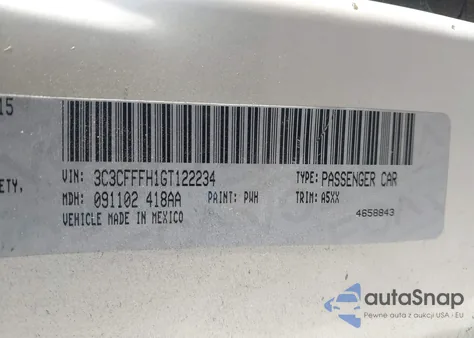 15
ETY.
VIN: 3C3CFFFH1GT122234 TYPE: PASSENGER CAR
MDH: 091102 418AA PAINT: PWH TRIM: A5XX
VEHICLE MADE IN MEXICO 4658843
autoSnap
Pewne auta z aukcji USA - EU